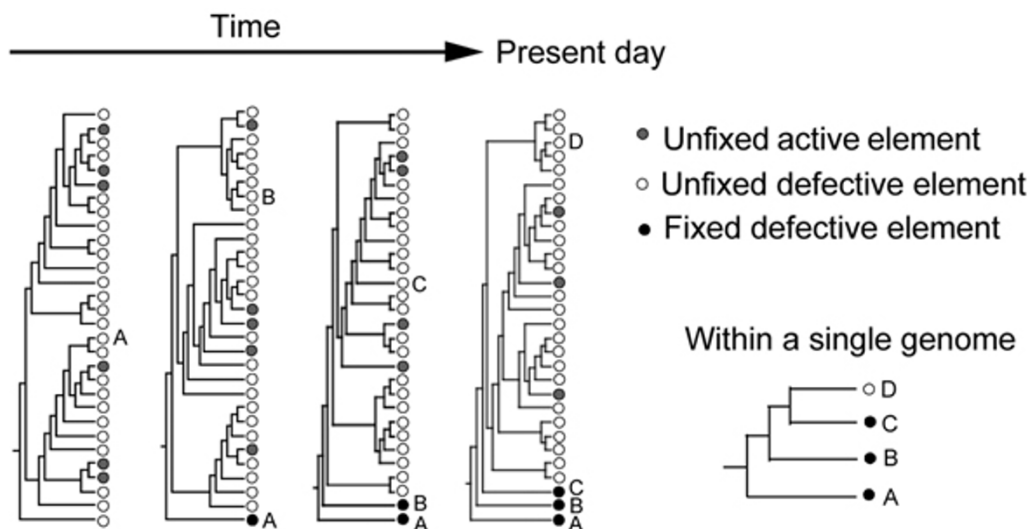 Time
Present day
Unfixed active element
Unfixed defective element
Fixed defective element
A
B
A
C
B
A
D
C
B
A
Within a single genome
D
C
B
A